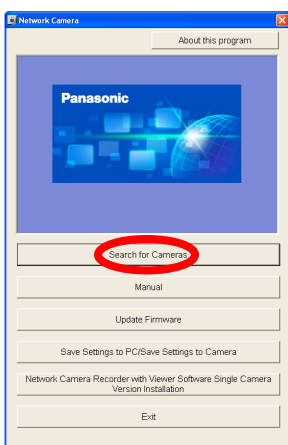 Network Camera
About this program
Panasonic
Search for Cameras
Manual
Update Firmware
Save Settings to PC/Save Settings to Camera
Network Camera Recorder with Viewer Software Single Camera
Version Installation
Exit